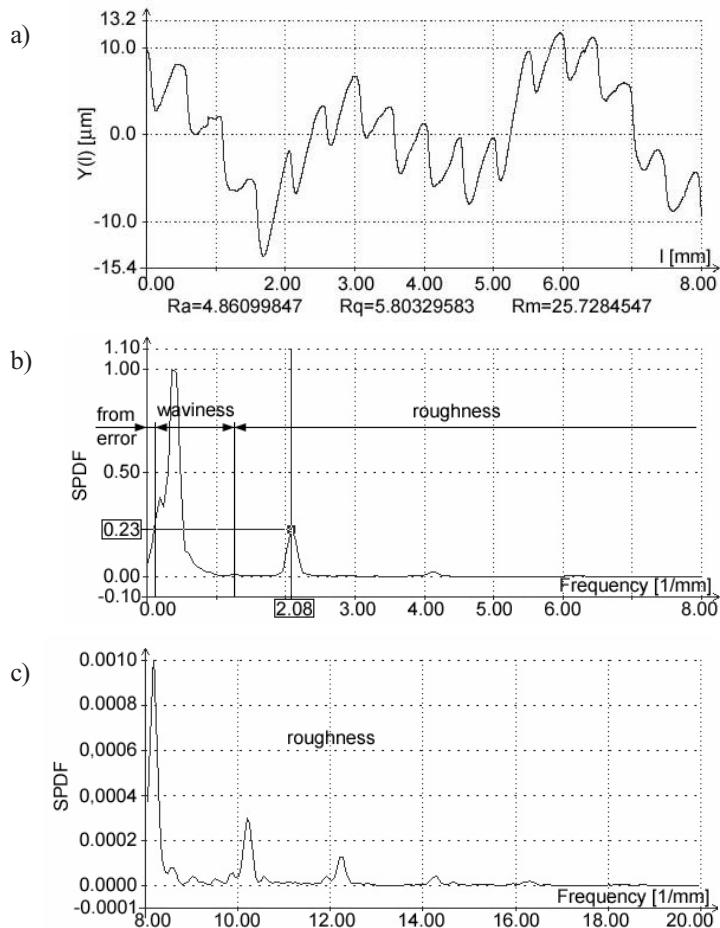 a)
13.2
10.0
0.0
-10.0
-15.4
Y(l) [µm]
l [mm]
0.00 2.00 3.00 4.00 5.00 6.00 8.00
Ra=4.86099847 Rq=5.80329583 Rm=25.7284547
b)
1.10
1.00
0.50
0.23
0.00
-0.10
SPDF
from
error
waviness
roughness
Frequency [1/mm]
0.00 2.08 3.00 4.00 5.00 6.00 8.00
c)
0.0010
0.0008
0,0006
0,0004
0.0002
0.0000
-0.0001
SPDF
roughness
Frequency [1/mm]
8.00 10.00 12.00 14.00 16.00 18.00 20.00